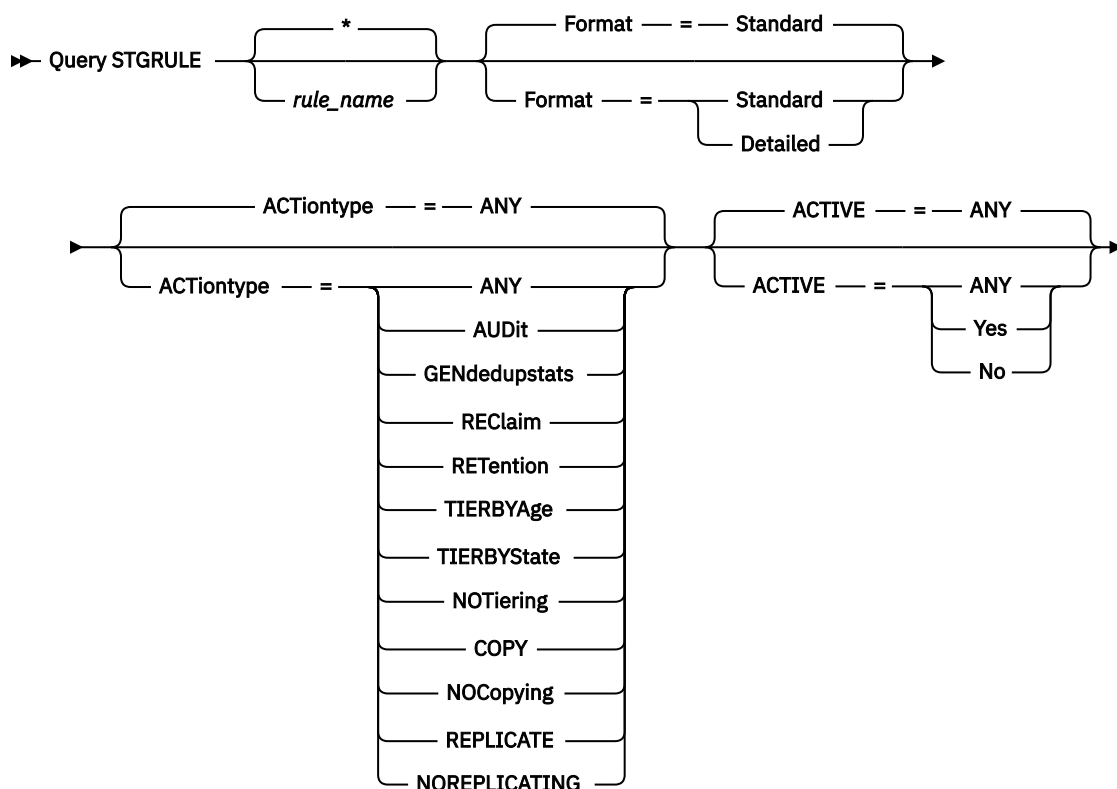 * Format = Standard
Query STGRULE
rule_name Format = Standard
Detailed
ACTiontype = ANY ACTIVE = ANY
ACTiontype = ANY ACTIVE = ANY
AUDit Yes
GENdedupstats No
REClaim
RETention
TIERBYAge
TIERBYState
NOTiering
COPY
NOCopying
REPLICATE
NOREPLICATING